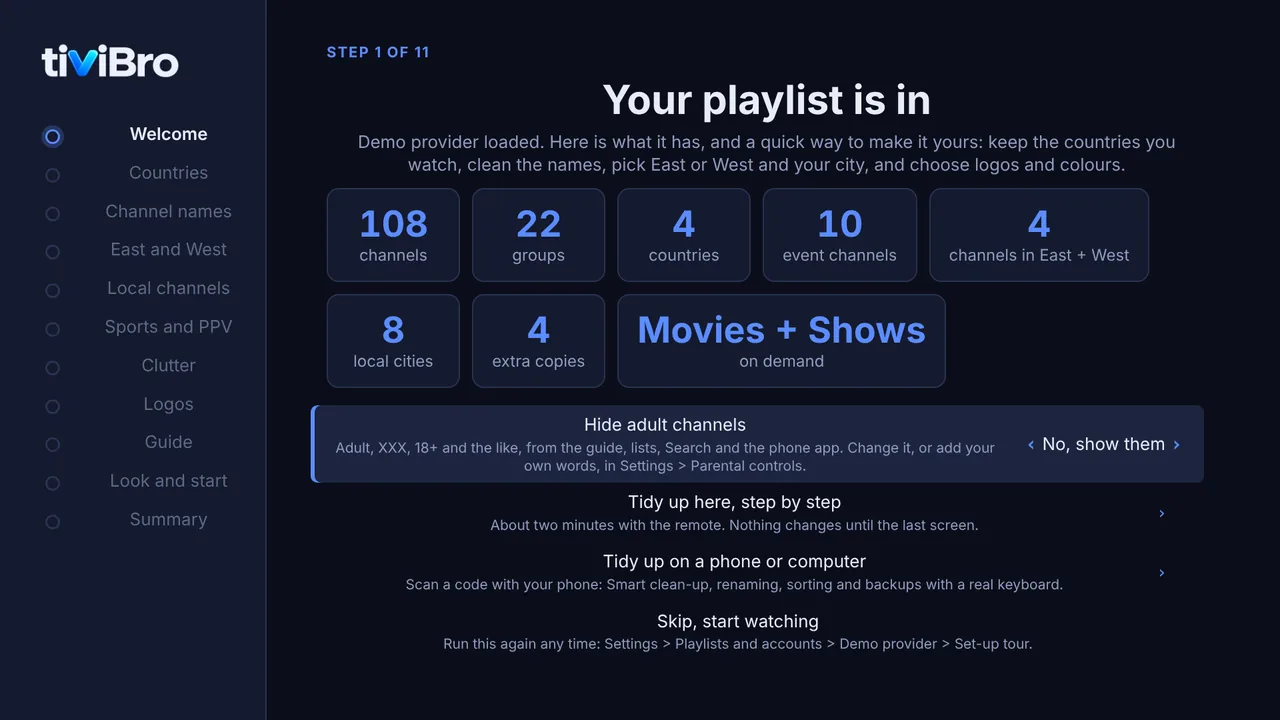 tiviBro
Welcome
Countries
Channel names
East and West
Local channels
Sports and PPV
Clutter
Logos
Guide
Look and start
Summary
STEP 1 OF 11
Your playlist is in
Demo provider loaded. Here is what it has, and a quick way to make it yours: keep the countries you
watch, clean the names, pick East or West and your city, and choose logos and colours.
108
channels
22
groups
4
countries
10
event channels
4
channels in East + West
8
local cities
4
extra copies
Movies + Shows
on demand
Hide adult channels
Adult, XXX, 18+ and the like, from the guide, lists, Search and the phone app. Change it, or add your
own words, in Settings > Parental controls.
‹ No, show them ›
Tidy up here, step by step
About two minutes with the remote. Nothing changes until the last screen.
›
Tidy up on a phone or computer
Scan a code with your phone: Smart clean-up, renaming, sorting and backups with a real keyboard.
›
Skip, start watching
Run this again any time: Settings > Playlists and accounts > Demo provider > Set-up tour.